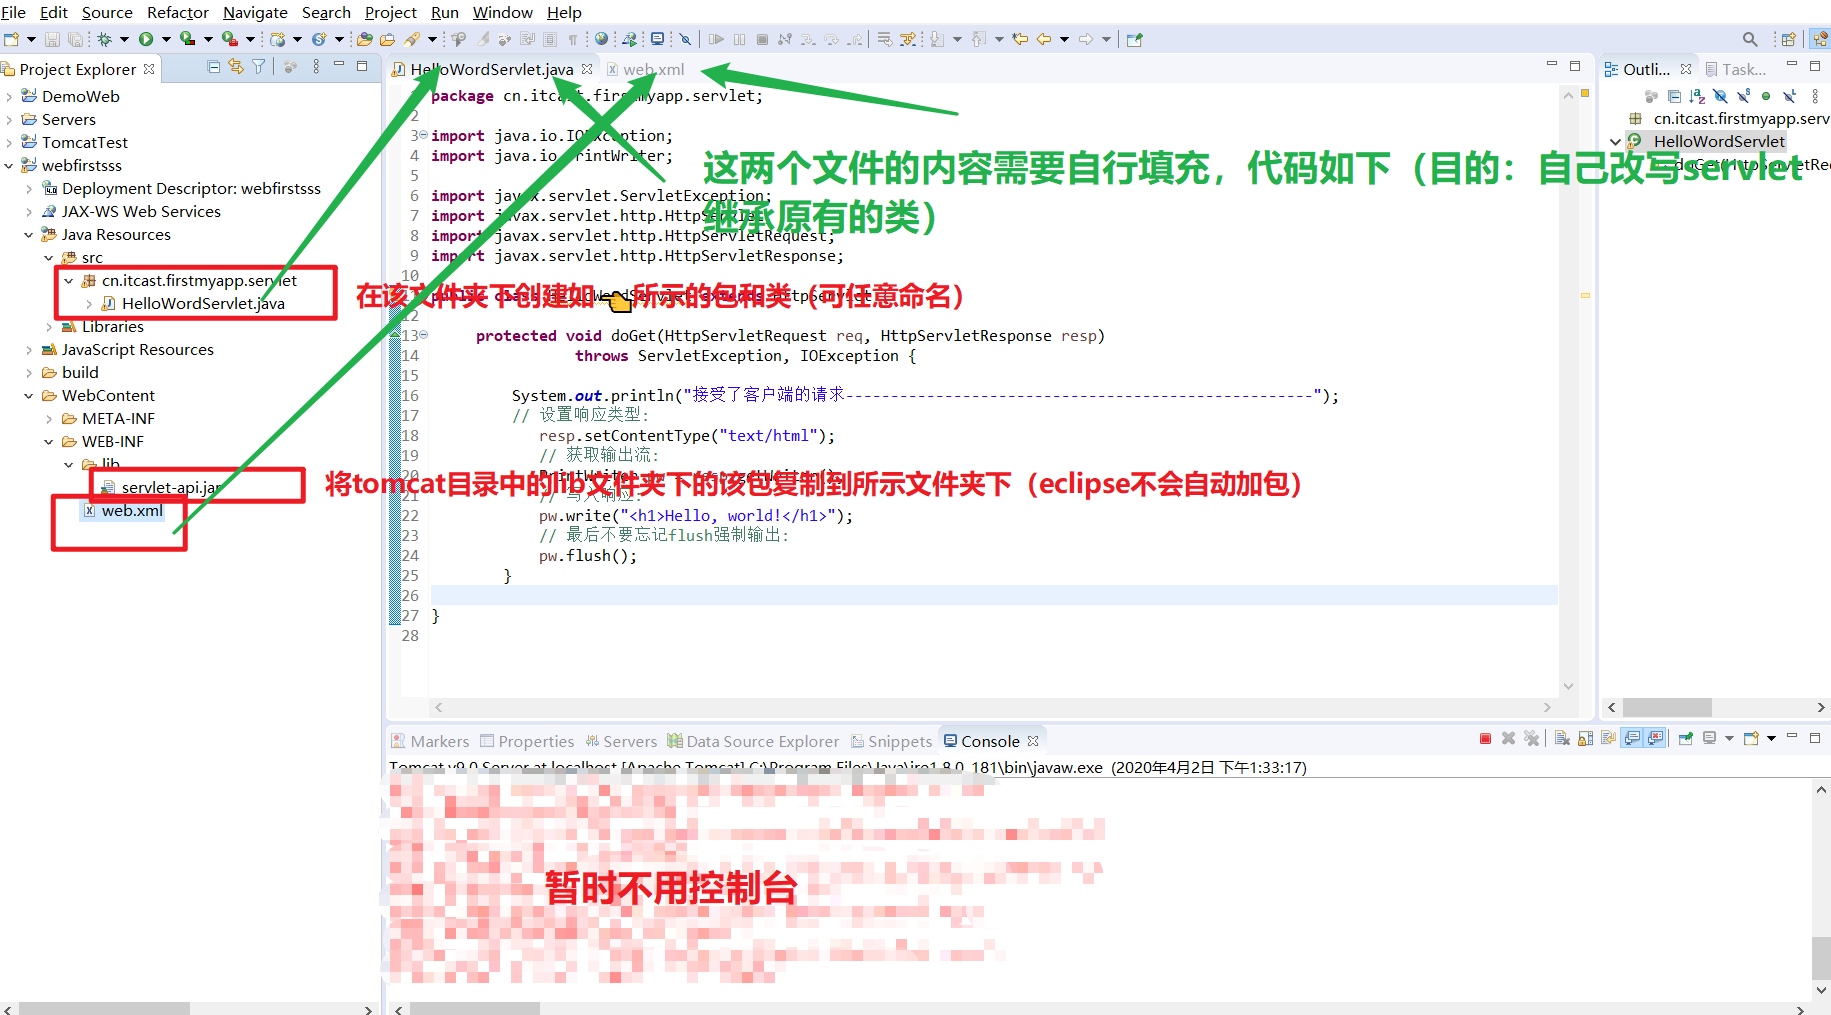 File Edit Source Refactor Navigate Search Project Run Window Help
Project Explorer
DemoWeb
Servers
TomcatTest
webfirstsss
Deployment Descriptor: webfirstsss
JAX-WS Web Services
Java Resources
src
cn.itcast.firstmyapp.servlet
HelloWordServlet.java
Libraries
JavaScript Resources
build
WebContent
META-INF
WEB-INF
lib
servlet-api.jar
web.xml
在该文件夹下创建如👈所示的包和类（可任意命名）
将tomcat目录中的lib文件夹下的该包复制到所示文件夹下（eclipse不会自动加包）
HelloWordServlet.java web.xml
这两个文件的内容需要自行填充，代码如下（目的：自己改写servlet
继承原有的类）
package cn.itcast.firstmyapp.servlet;
2
3 import java.io.IOException;
4 import java.io.PrintWriter;
5
6 import javax.servlet.ServletException;
7 import javax.servlet.http.HttpServlet;
8 import javax.servlet.http.HttpServletRequest;
9 import javax.servlet.http.HttpServletResponse;
10
public class HelloWordServlet extends HttpServlet {
12
13 protected void doGet(HttpServletRequest req, HttpServletResponse resp)
14 throws ServletException, IOException {
15
16 System.out.println("接受了客户端的请求----------------------------------------------------");
17 // 设置响应类型:
18 resp.setContentType("text/html");
19 // 获取输出流:
20 PrintWriter pw = resp.getWriter();
21 // 写入响应:
22 pw.write("<h1>Hello, world!</h1>");
23 // 最后不要忘记flush强制输出:
24 pw.flush();
25 }
26
27 }
28
Outli... Task...
cn.itcast.firstmyapp.serv
HelloWordServlet
doGet(HttpServletRe
Markers Properties Servers Data Source Explorer Snippets Console
Tomcat v9.0 Server at localhost [Apache Tomcat] C:\Program Files\Java\jre1.8.0_181\bin\javaw.exe (2020年4月2日 下午1:33:17)
暂时不用控制台